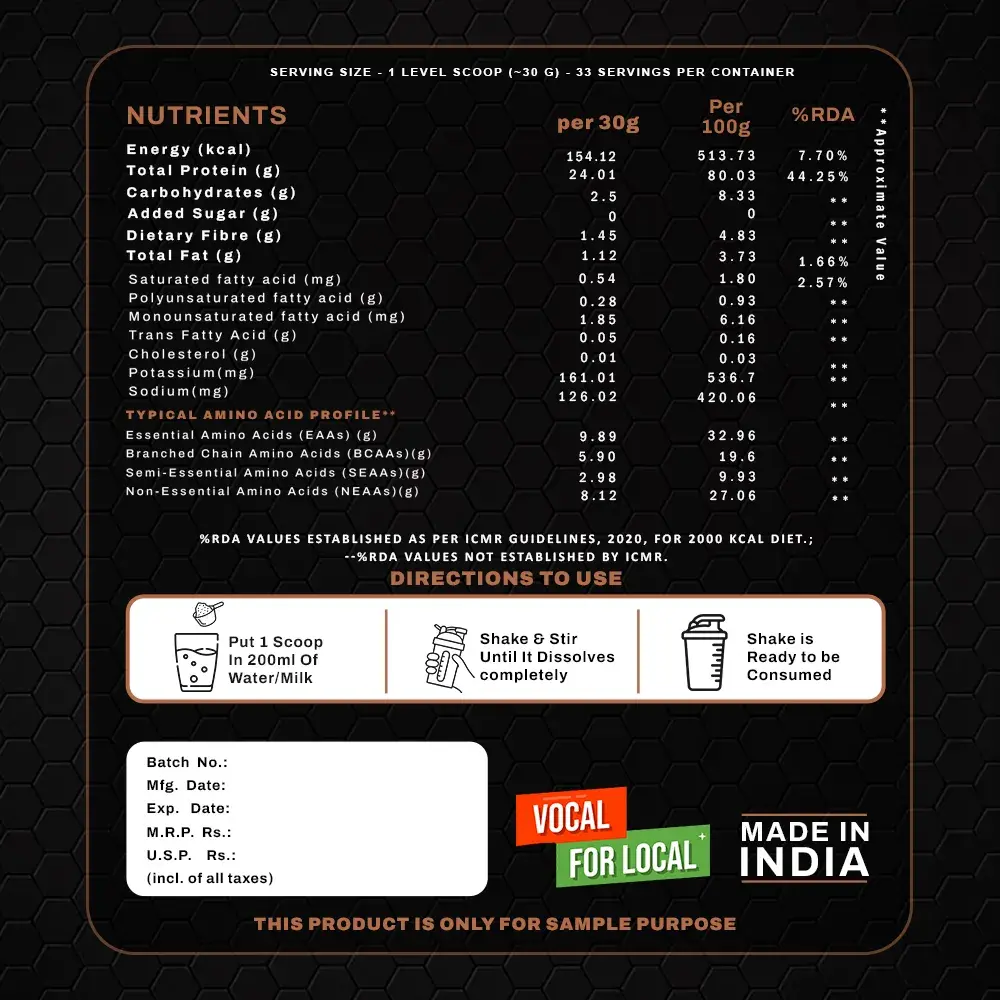 SERVING SIZE - 1 LEVEL SCOOP (~30 G) - 33 SERVINGS PER CONTAINER
NUTRIENTS per 30g Per 100g %RDA
Energy (kcal) 154.12 513.73 7.70%
Total Protein (g) 24.01 80.03 44.25%
Carbohydrates (g) 2.5 8.33 **
Added Sugar (g) 0 0 **
Dietary Fibre (g) 1.45 4.83 **
Total Fat (g) 1.12 3.73 1.66%
Saturated fatty acid (mg) 0.54 1.80 2.57%
Polyunsaturated fatty acid (g) 0.28 0.93 **
Monounsaturated fatty acid (mg) 1.85 6.16 **
Trans Fatty Acid (g) 0.05 0.16 **
Cholesterol (g) 0.01 0.03 **
Potassium(mg) 161.01 536.7 **
Sodium(mg) 126.02 420.06 **
**Approximate Value
TYPICAL AMINO ACID PROFILE**
Essential Amino Acids (EAAs) (g) 9.89 32.96 **
Branched Chain Amino Acids (BCAAs)(g) 5.90 19.6 **
Semi-Essential Amino Acids (SEAAs)(g) 2.98 9.93 **
Non-Essential Amino Acids (NEAAs)(g) 8.12 27.06 **
%RDA VALUES ESTABLISHED AS PER ICMR GUIDELINES, 2020, FOR 2000 KCAL DIET.;
--%RDA VALUES NOT ESTABLISHED BY ICMR.
DIRECTIONS TO USE
Put 1 Scoop
In 200ml Of
Water/Milk
Shake & Stir
Until It Dissolves
completely
Shake is
Ready to be
Consumed
Batch No.:
Mfg. Date:
Exp. Date:
M.R.P. Rs.:
U.S.P. Rs.:
(incl. of all taxes)
VOCAL
FOR LOCAL
MADE IN
INDIA
THIS PRODUCT IS ONLY FOR SAMPLE PURPOSE